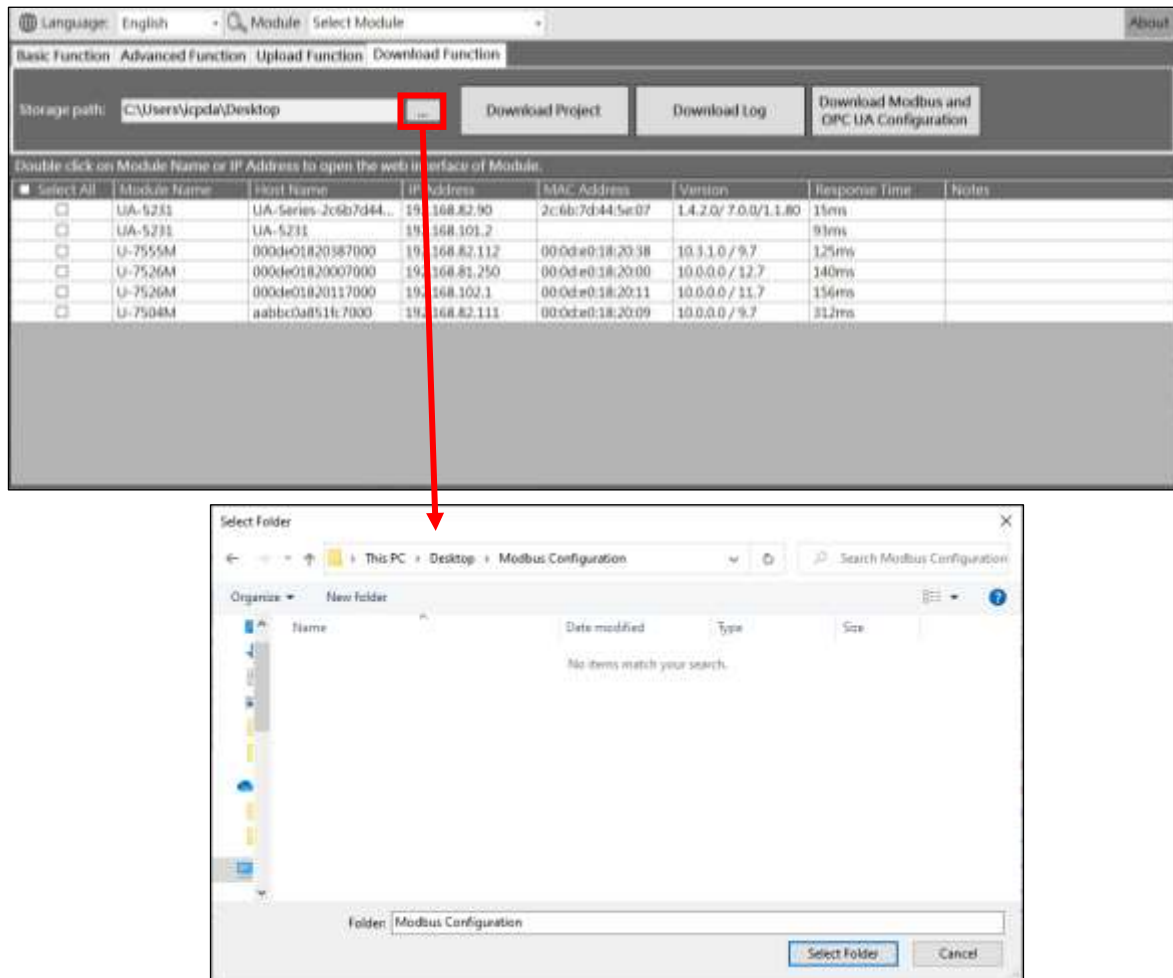 Language: English Module Select Module About
Basic Function Advanced Function Upload Function Download Function
Storage path: C:\Users\icpda\Desktop ... Download Project Download Log Download Modbus and
OPC UA Configuration
Double click on Module Name or IP Address to open the web interface of Module.
Select All Module Name Host Name IP Address MAC Address Version Response Time Notes
UA-5231 UA-Series-2c6b7d44... 192.168.82.90 2c:6b:7d:44:5e:07 1.4.2.0/ 7.0.0/1.1.80 15ms
UA-5231 UA-5231 192.168.101.2 93ms
U-7555M 000de01820387000 192.168.82.112 00:0d:e0:18:20:38 10.3.1.0 / 9.7 125ms
U-7526M 000de01820007000 192.168.81.250 00:0d:e0:18:20:00 10.0.0.0 / 12.7 140ms
U-7526M 000de01820117000 192.168.102.1 00:0d:e0:18:20:11 10.0.0.0 / 11.7 156ms
U-7504M aabbc0a851fc7000 192.168.82.111 00:0d:e0:18:20:09 10.0.0.0 / 9.7 312ms
Select Folder
This PC Desktop Modbus Configuration Search Modbus Configuration
Organize New folder
Name Date modified Type Size
No items match your search.
Folder: Modbus Configuration
Select Folder Cancel